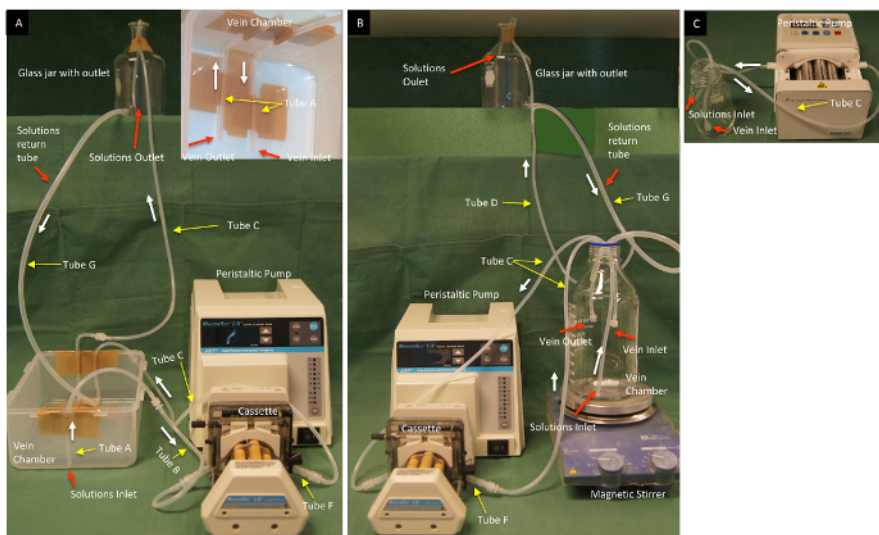 A
Vein Chamber
Glass jar with outlet
Tube A
Solutions
return
tube
Solutions Outlet
Vein Outlet
Vein Inlet
Tube C
Tube G
Peristaltic Pump
Tube C
Cassette
Tube B
Vein
Chamber
Tube A
Solutions Inlet
Tube F
B
Solutions
Oulet
Glass jar with outlet
Solutions
return
tube
Tube D
Tube G
Tube C
Peristaltic Pump
Vein Outlet
Vein Inlet
Vein
Chamber
Cassette
Solutions Inlet
Magnetic Stirrer
Tube F
C
Peristaltic Pump
Solutions Inlet
Tube C
Vein Inlet